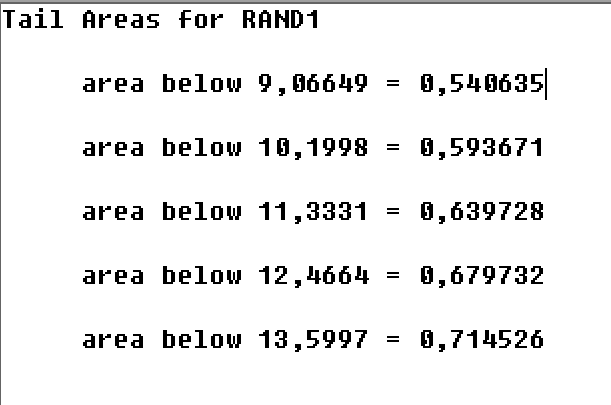 Tail Areas for RAND1
area below 9,06649 = 0,540635
area below 10,1998 = 0,593671
area below 11,3331 = 0,639728
area below 12,4664 = 0,679732
area below 13,5997 = 0,714526